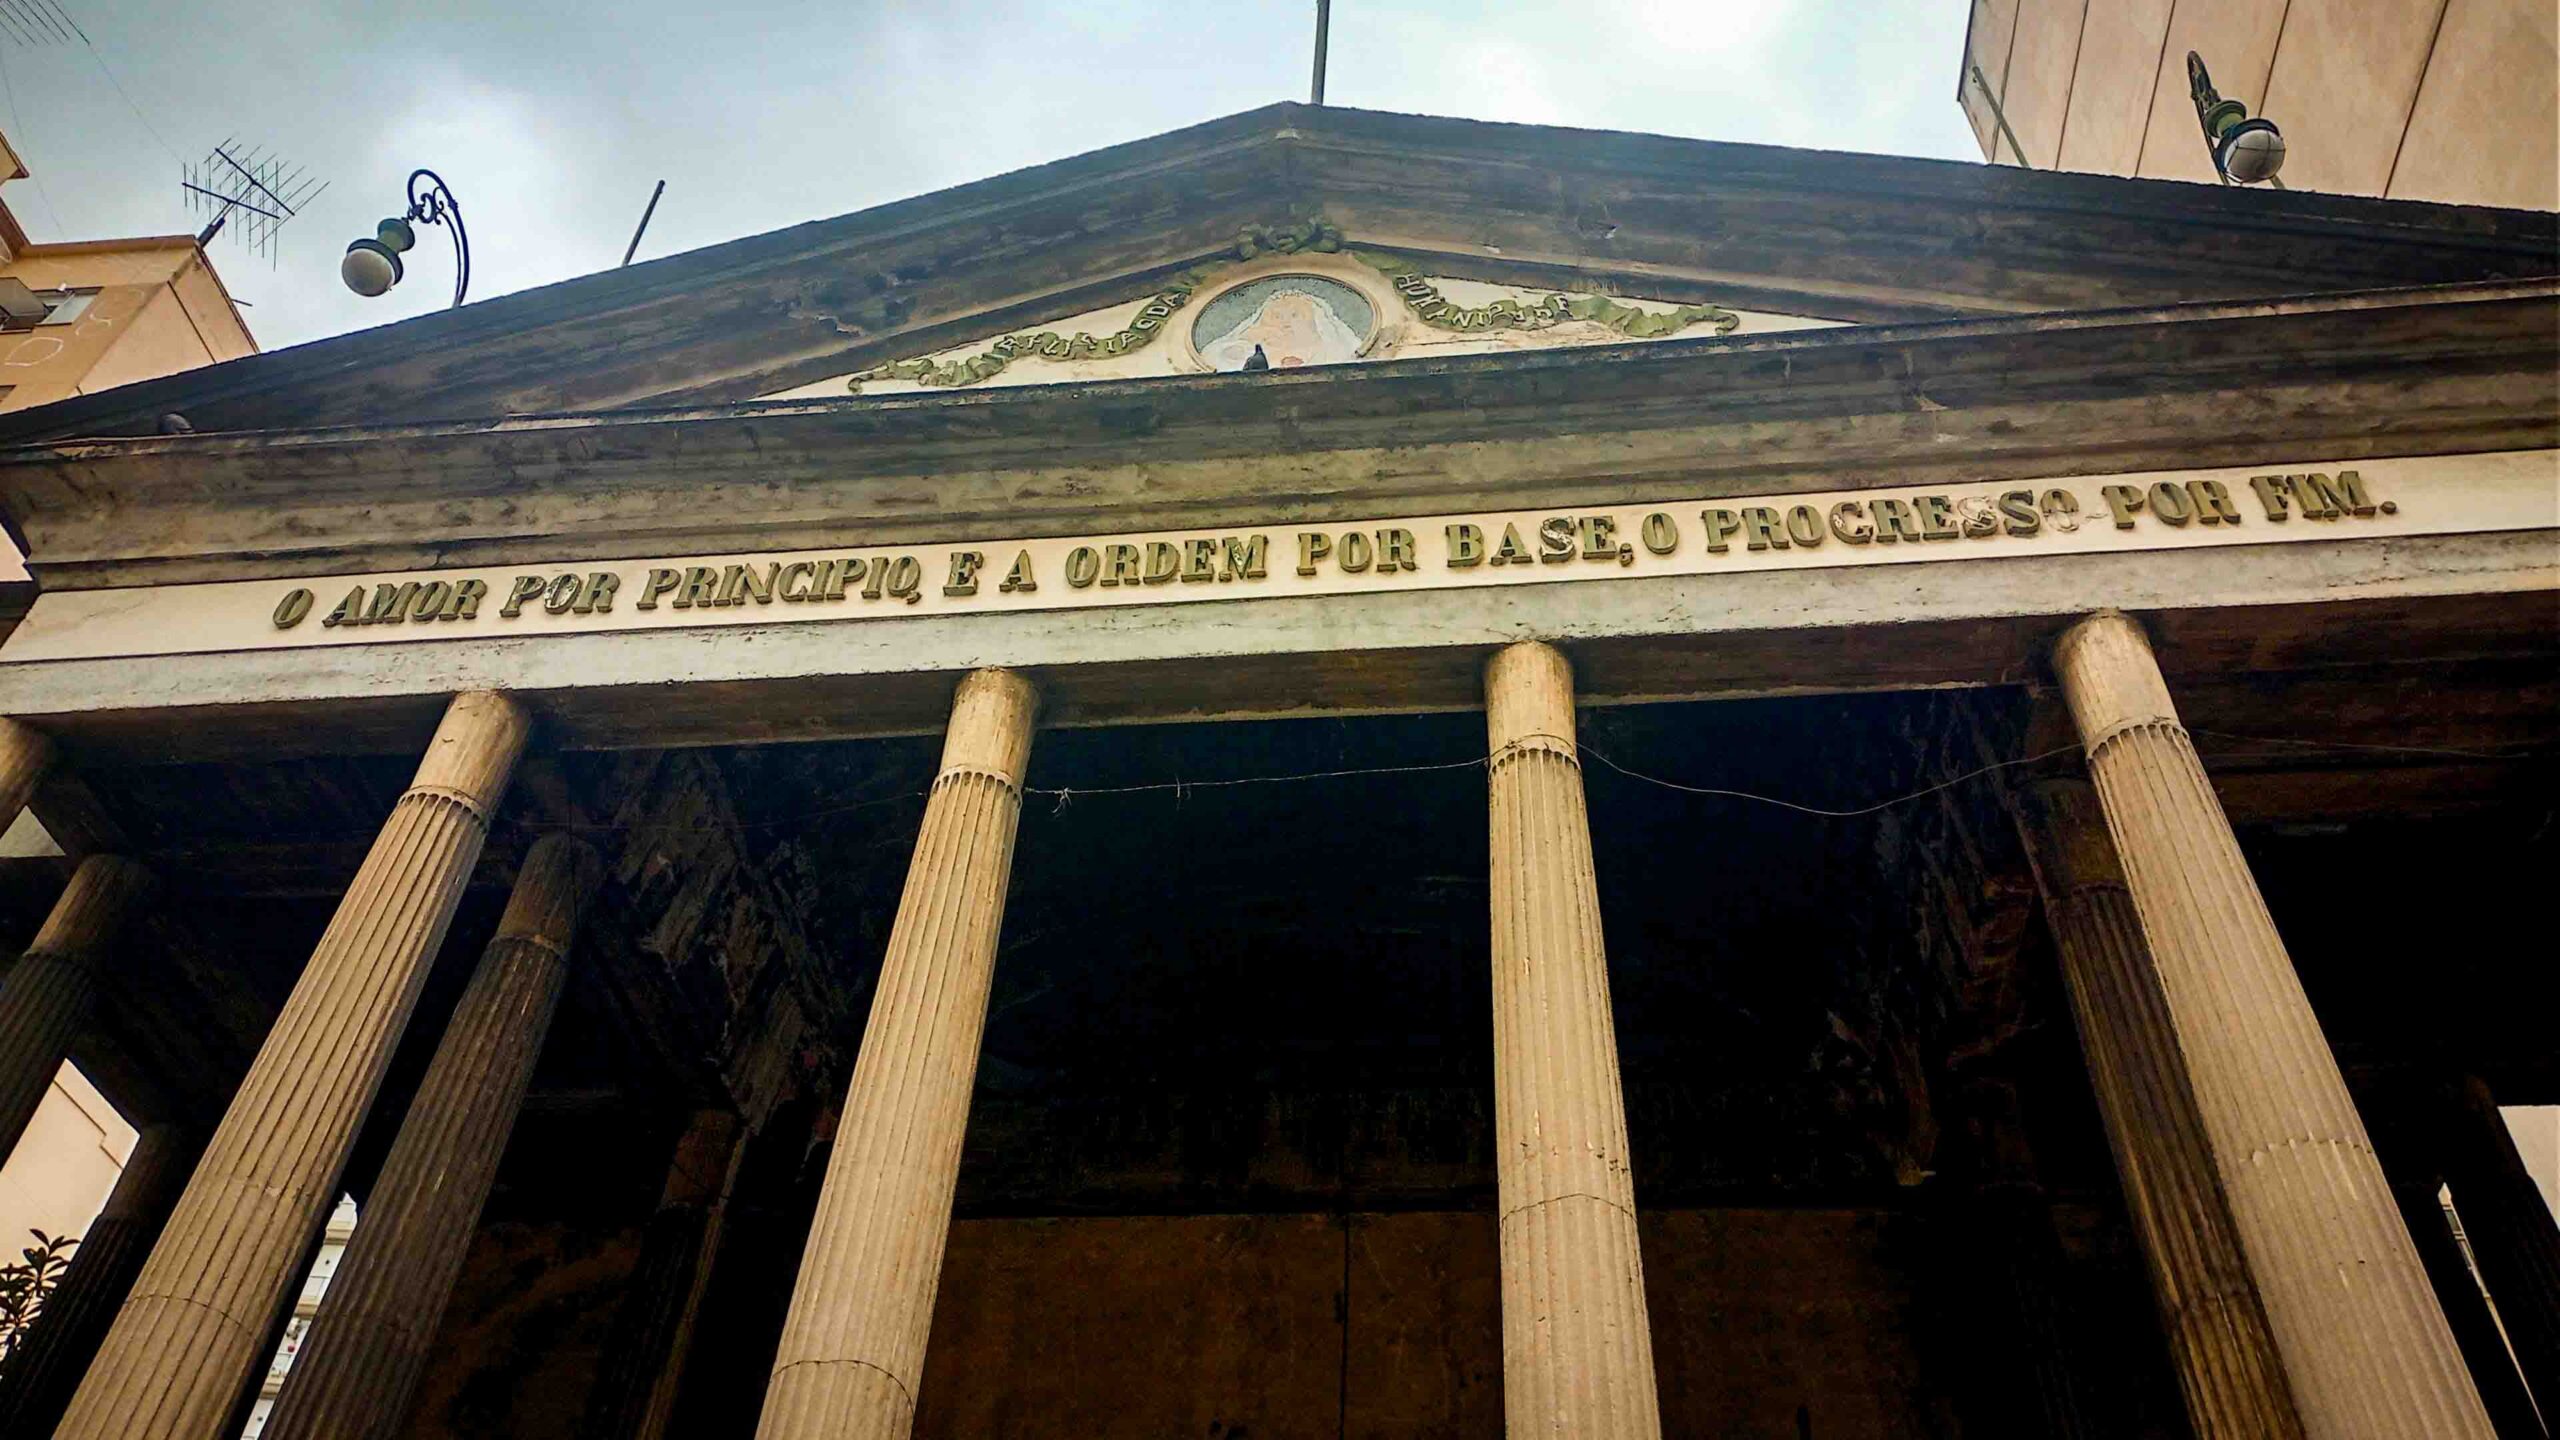 O AMOR POR PRINCIPIO, E A ORDEM POR BASE; O PROGRESSO POR FIM.